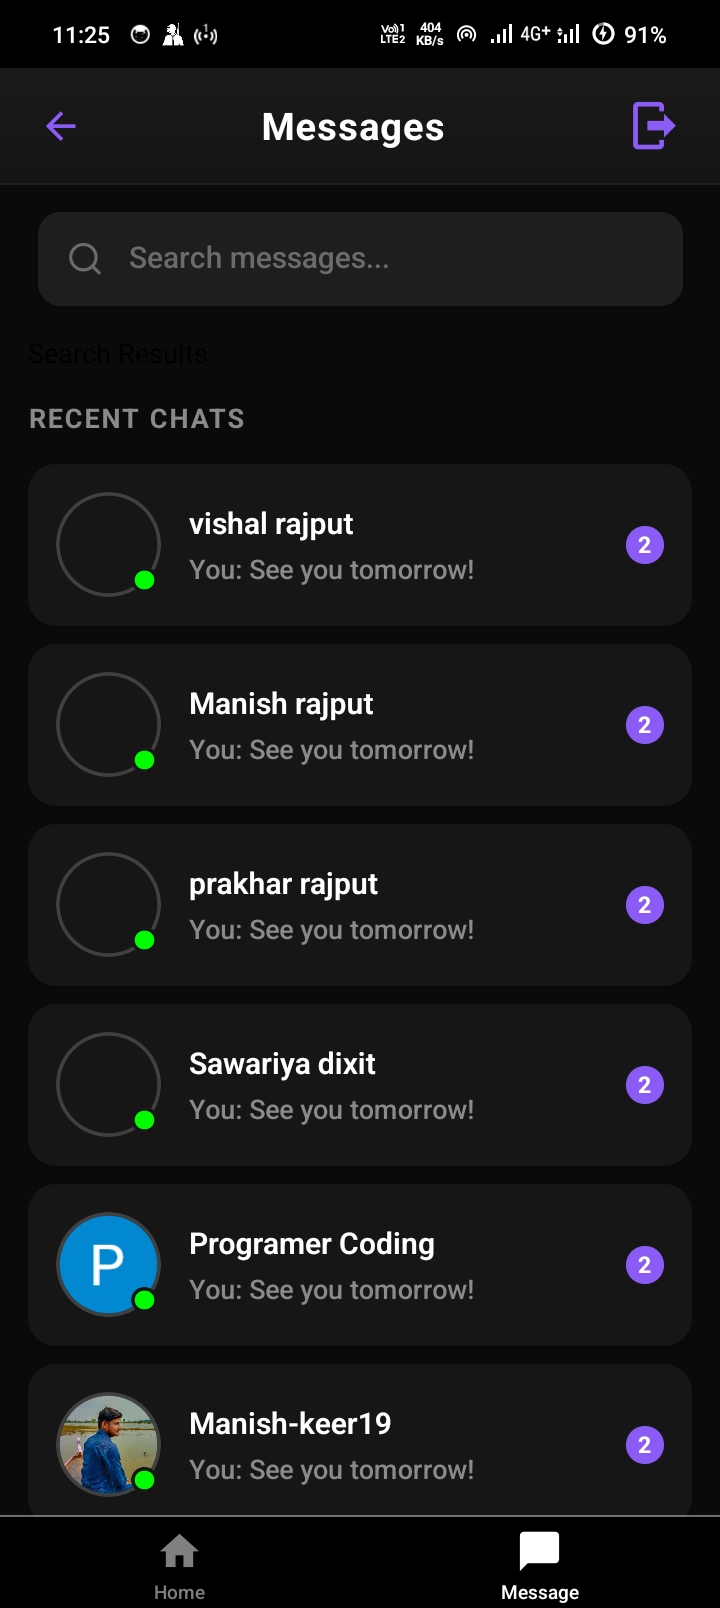 11:25 Vo))1 LTE2 404 KB/s 4G+ 91%
Messages
Search messages...
Search Results
RECENT CHATS
vishal rajput
You: See you tomorrow!
2
Manish rajput
You: See you tomorrow!
2
prakhar rajput
You: See you tomorrow!
2
Sawariya dixit
You: See you tomorrow!
2
P
Programer Coding
You: See you tomorrow!
2
Manish-keer19
You: See you tomorrow!
2
Home
Message